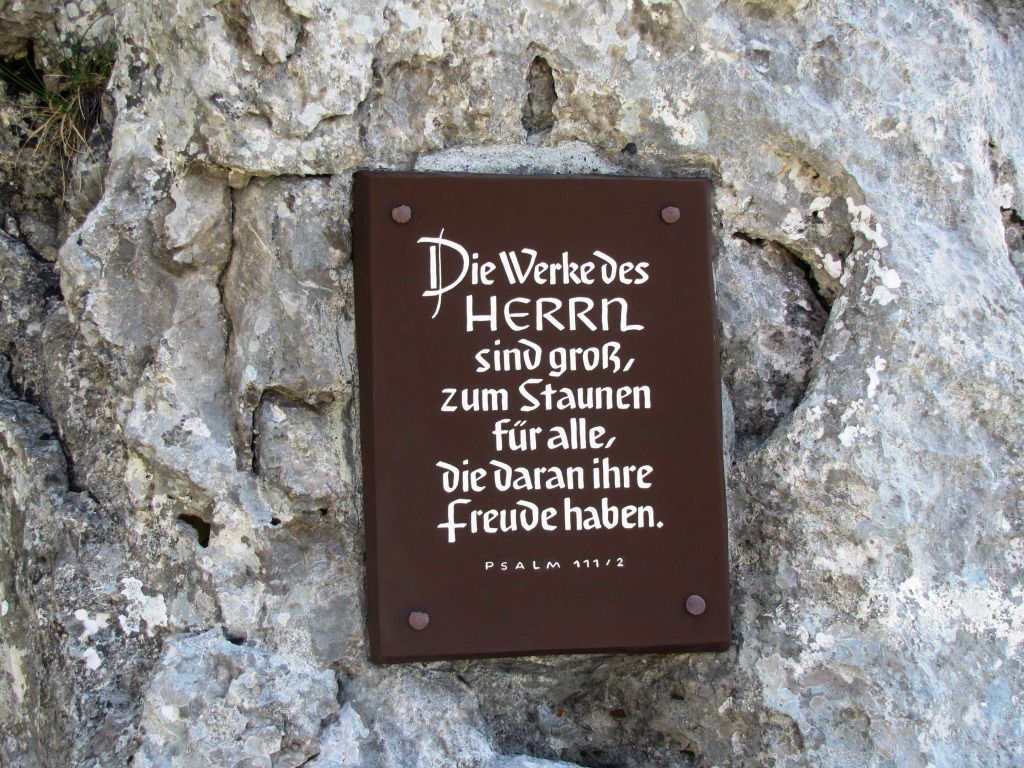 Die Werke des
HERRN
sind groß,
zum Staunen
für alle,
die daran ihre
Freude haben.
PSALM 111/2